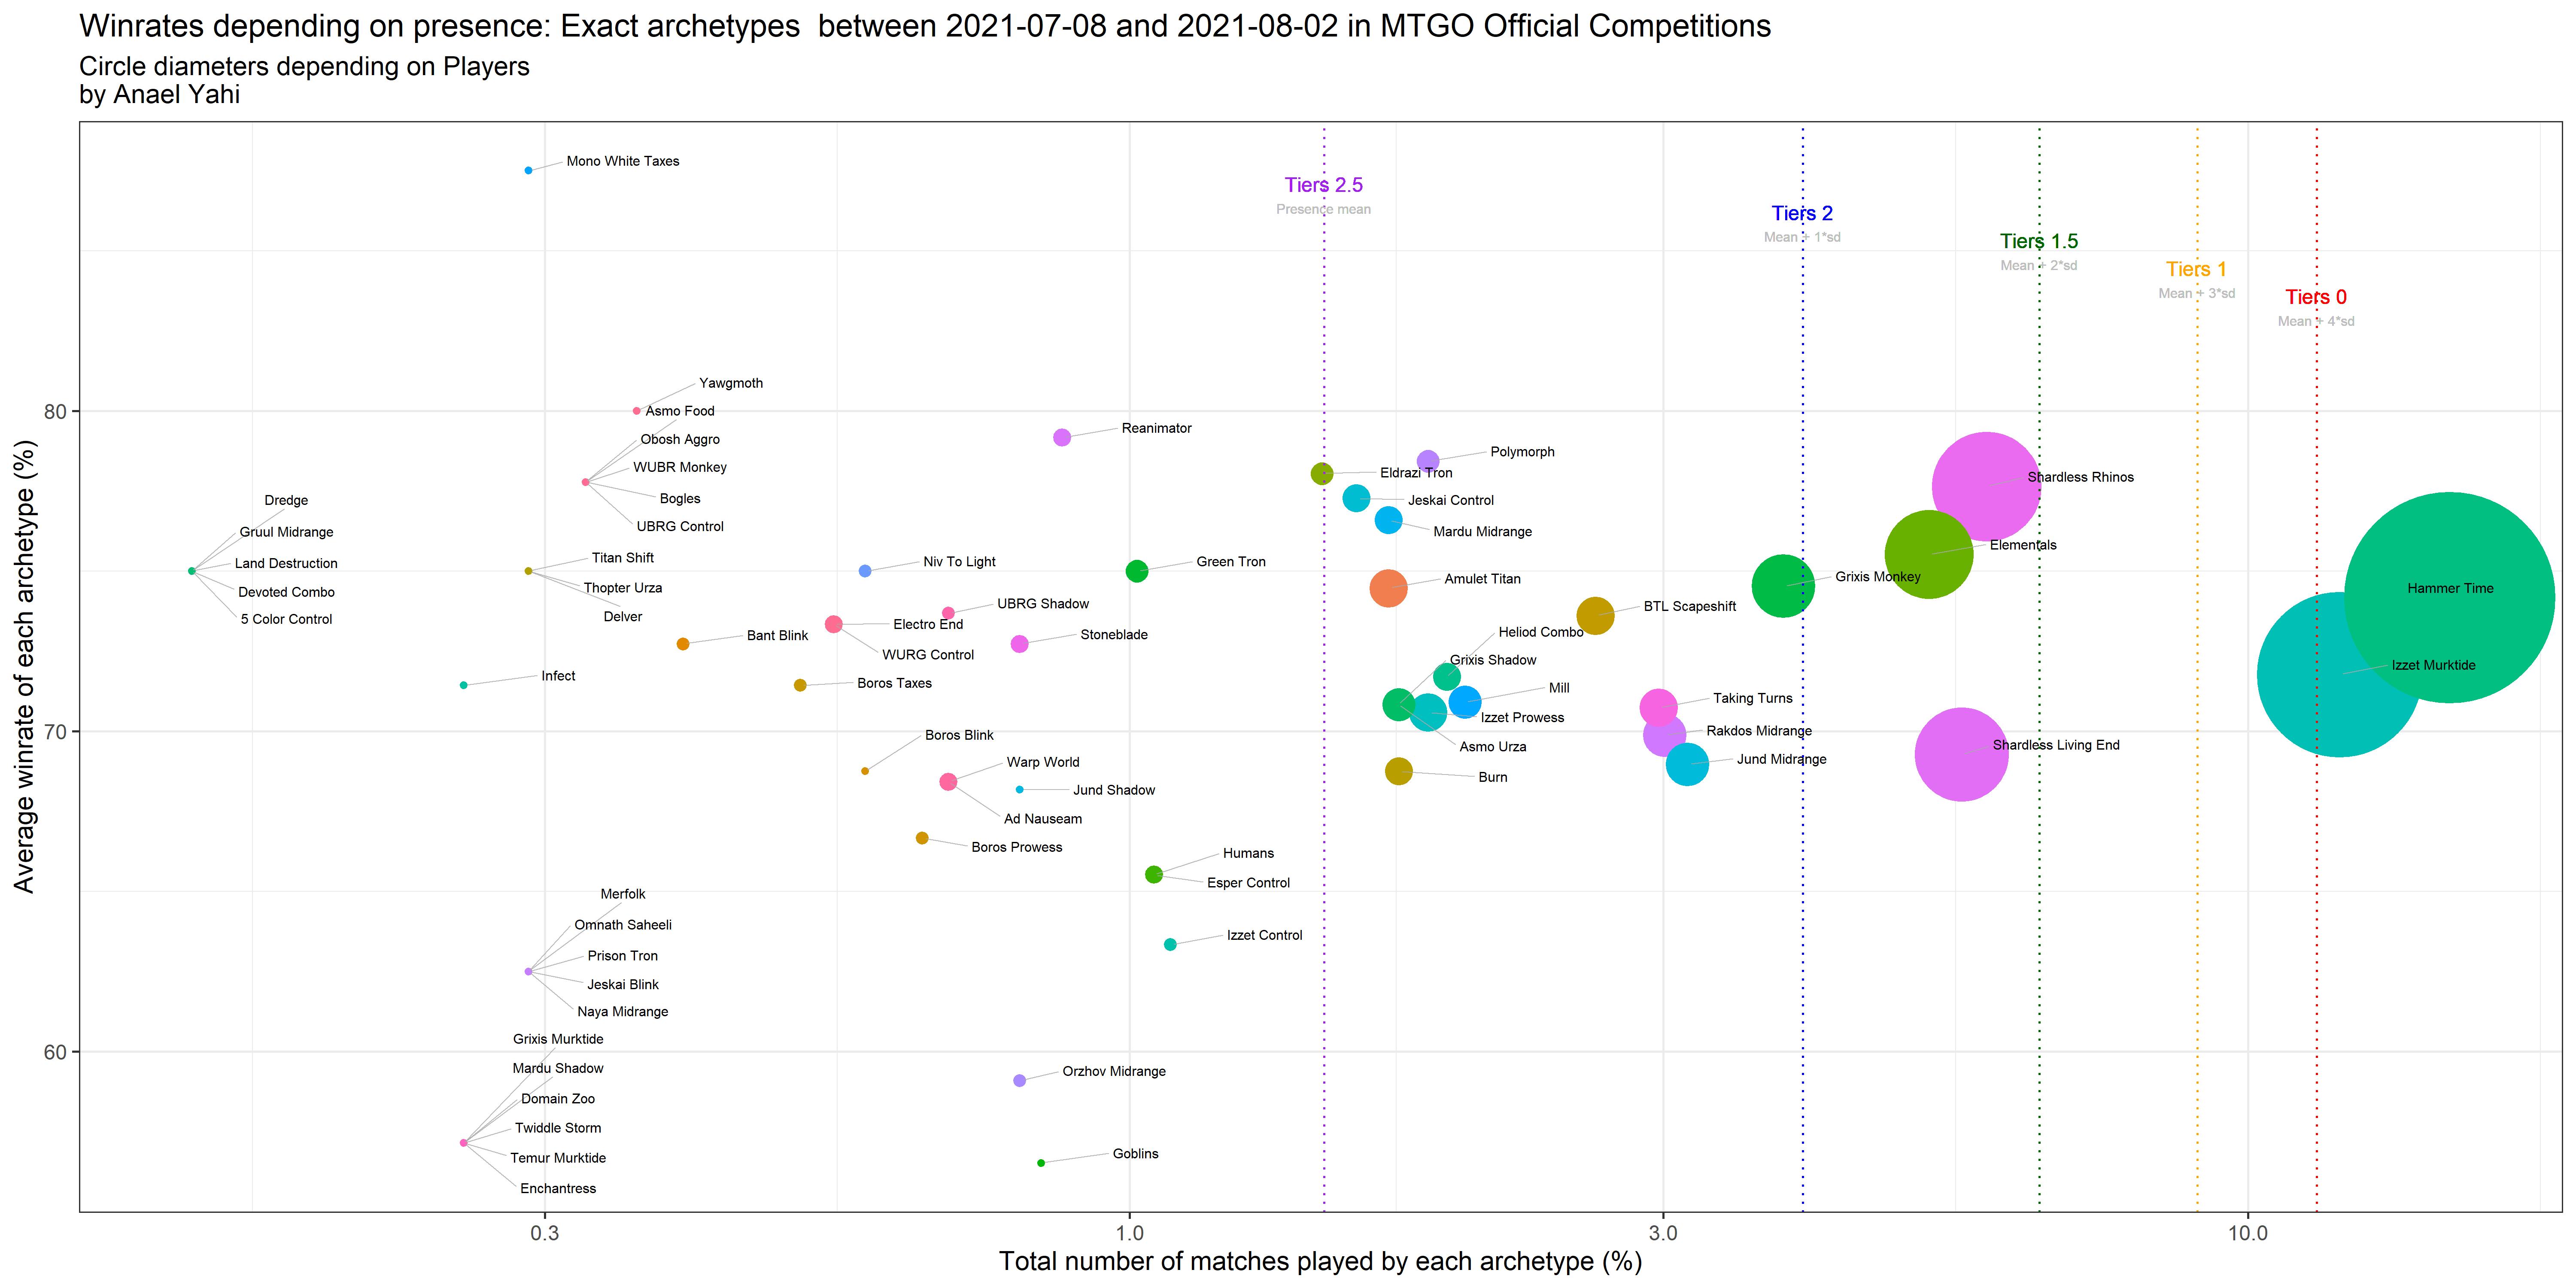 Winrates depending on presence: Exact archetypes  between 2021-07-08 and 2021-08-02 in MTGO Official Competitions
Circle diameters depending on Players
by Anael Yahi
Average winrate of each archetype (%)
80
70
60
Mono White Taxes
Tiers 2.5
Presence mean
Tiers 2
Mean + 1*sd
Tiers 1.5
Mean + 2*sd
Tiers 1
Mean + 3*sd
Tiers 0
Mean + 4*sd
Yawgmoth
Asmo Food
Obosh Aggro
WUBR Monkey
Bogles
UBRG Control
Reanimator
Polymorph
Eldrazi Tron
Jeskai Control
Mardu Midrange
Shardless Rhinos
Dredge
Gruul Midrange
Land Destruction
Devoted Combo
5 Color Control
Titan Shift
Thopter Urza
Delver
Niv To Light
Green Tron
Amulet Titan
Grixis Monkey
Elementals
Hammer Time
UBRG Shadow
Electro End
WURG Control
Stoneblade
Bant Blink
BTL Scapeshift
Heliod Combo
Grixis Shadow
Izzet Murktide
Infect
Boros Taxes
Mill
Izzet Prowess
Asmo Urza
Taking Turns
Rakdos Midrange
Jund Midrange
Shardless Living End
Boros Blink
Warp World
Jund Shadow
Ad Nauseam
Burn
Boros Prowess
Humans
Esper Control
Merfolk
Omnath Saheeli
Prison Tron
Jeskai Blink
Naya Midrange
Izzet Control
Grixis Murktide
Mardu Shadow
Domain Zoo
Twiddle Storm
Temur Murktide
Enchantress
Orzhov Midrange
Goblins
0.3
1.0
3.0
10.0
Total number of matches played by each archetype (%)